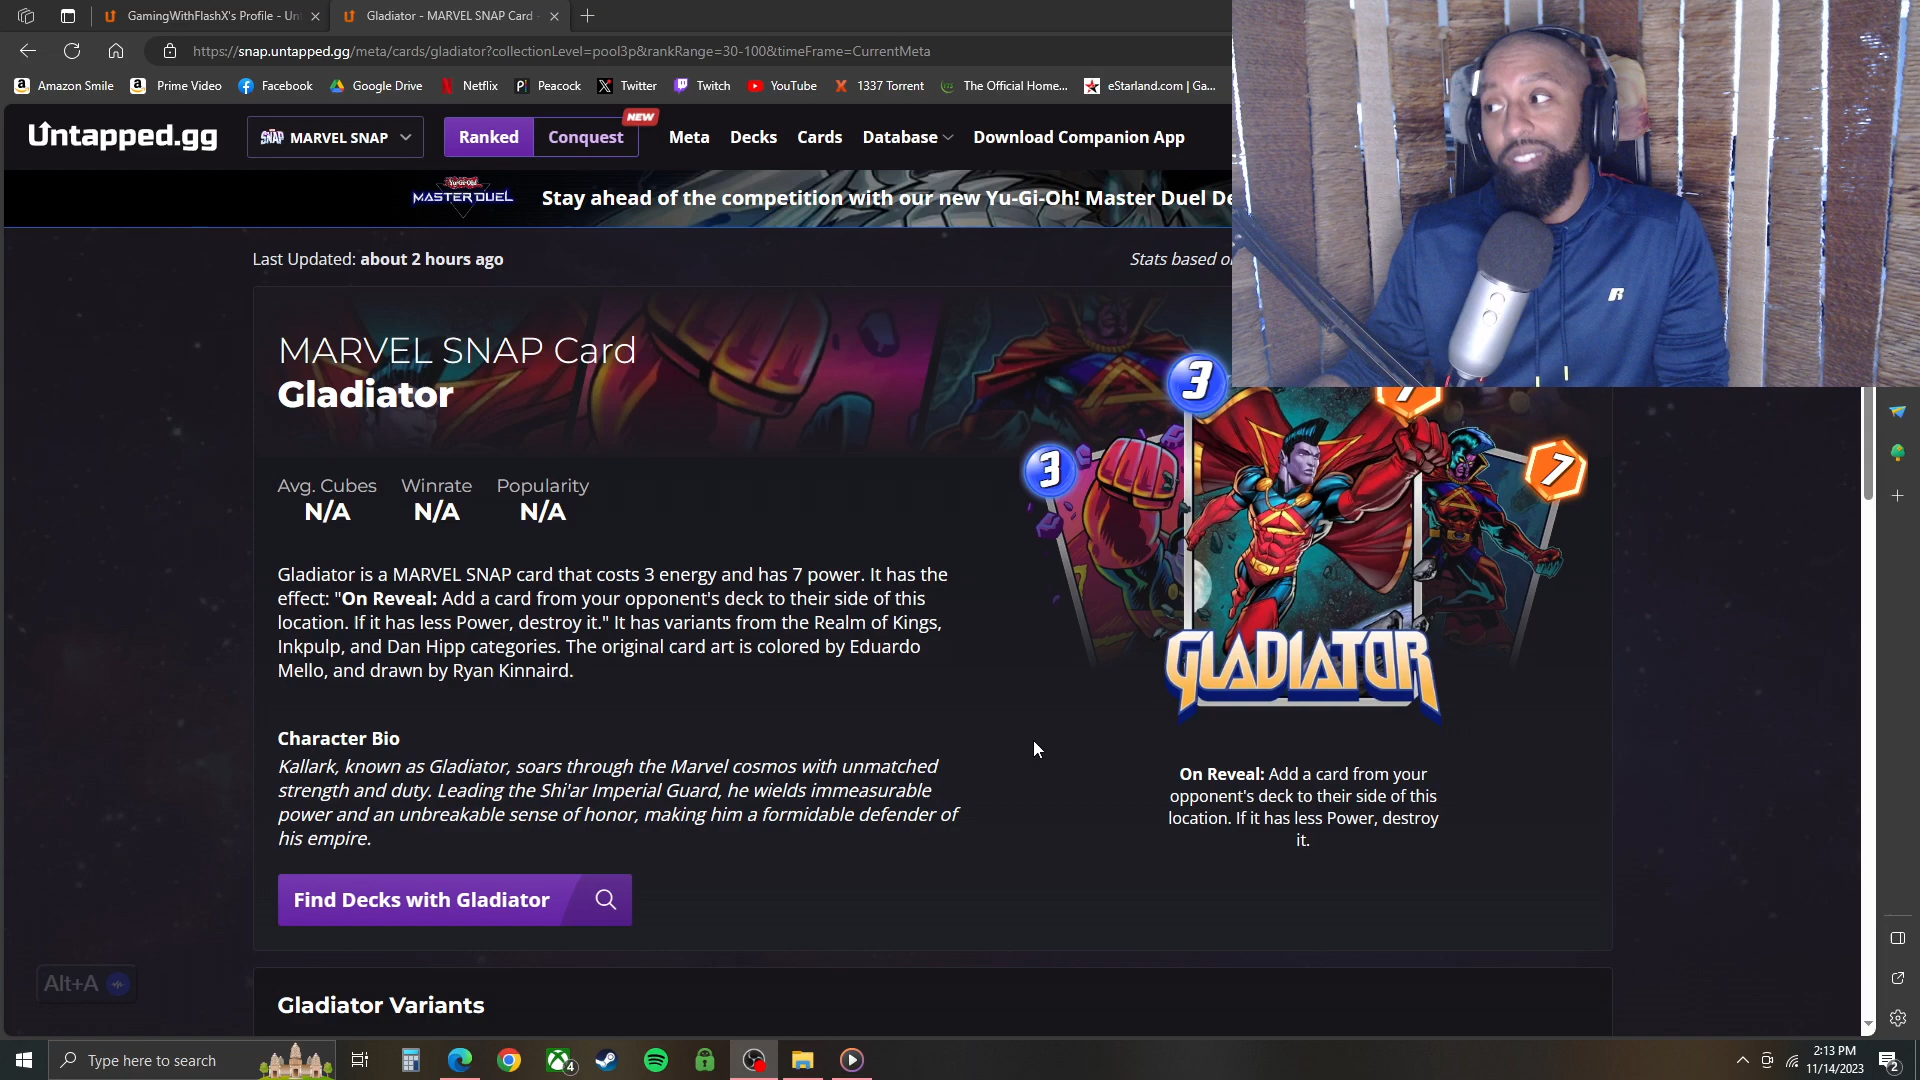 GamingWithFlashX's Profile - Un
Gladiator - MARVEL SNAP Card -
https://snap.untapped.gg/meta/cards/gladiator?collectionLevel=pool3p&rankRange=30-100&timeFrame=CurrentMeta
Amazon Smile
Prime Video
Facebook
Google Drive
Netflix
Peacock
Twitter
Twitch
YouTube
1337 Torrent
The Official Home...
eStarland.com | Ga...
Untapped.gg
SNAP MARVEL SNAP
Ranked
Conquest
NEW
Meta
Decks
Cards
Database
Download Companion App
Yu-Gi-Oh!
MASTER DUEL
Stay ahead of the competition with our new Yu-Gi-Oh! Master Duel De
Last Updated: about 2 hours ago
Stats based o
MARVEL SNAP Card
Gladiator
Avg. Cubes Winrate Popularity
N/A N/A N/A
Gladiator is a MARVEL SNAP card that costs 3 energy and has 7 power. It has the
effect: "On Reveal: Add a card from your opponent's deck to their side of this
location. If it has less Power, destroy it." It has variants from the Realm of Kings,
Inkpulp, and Dan Hipp categories. The original card art is colored by Eduardo
Mello, and drawn by Ryan Kinnaird.
Character Bio
Kallark, known as Gladiator, soars through the Marvel cosmos with unmatched
strength and duty. Leading the Shi'ar Imperial Guard, he wields immeasurable
power and an unbreakable sense of honor, making him a formidable defender of
his empire.
Find Decks with Gladiator
3
3
7
GLADIATOR
On Reveal: Add a card from your
opponent's deck to their side of this
location. If it has less Power, destroy
it.
Alt+A
Gladiator Variants
R
Type here to search
4
2:13 PM
11/14/2023
2